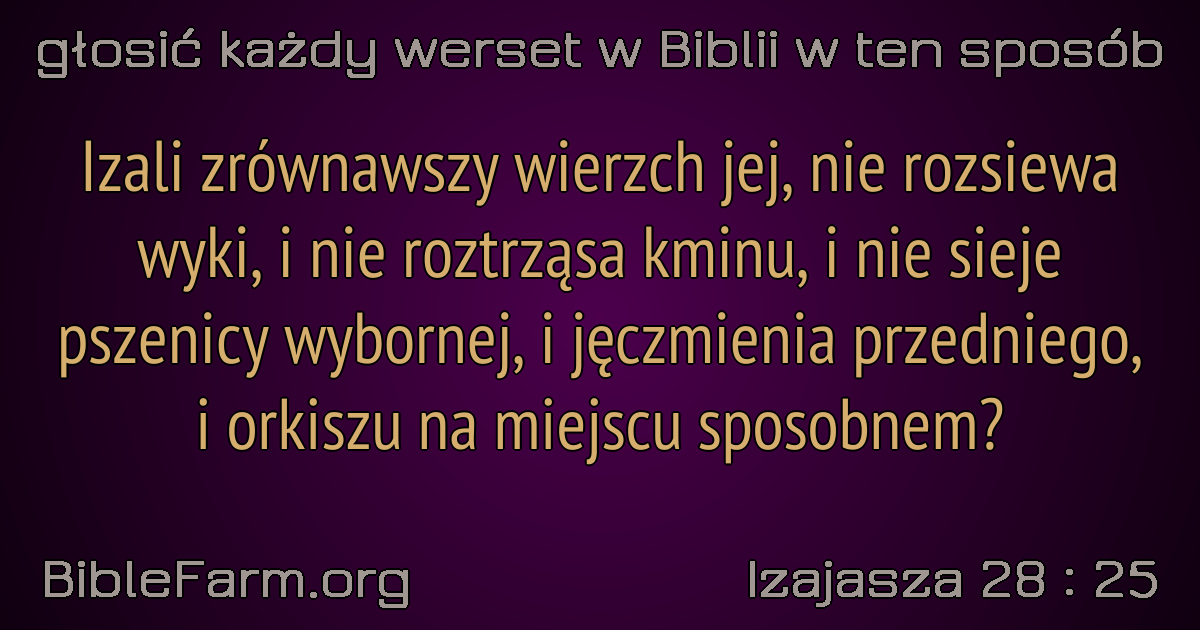 głosić każdy werset w Biblii w ten sposób
Izali zrównawszy wierzch jej, nie rozsiewa
wyki, i nie roztrząsa kminu, i nie sieje
pszenicy wybornej, i jęczmienia przedniego,
i orkiszu na miejscu sposobnem?
BibleFarm.org
Izajasza 28 : 25